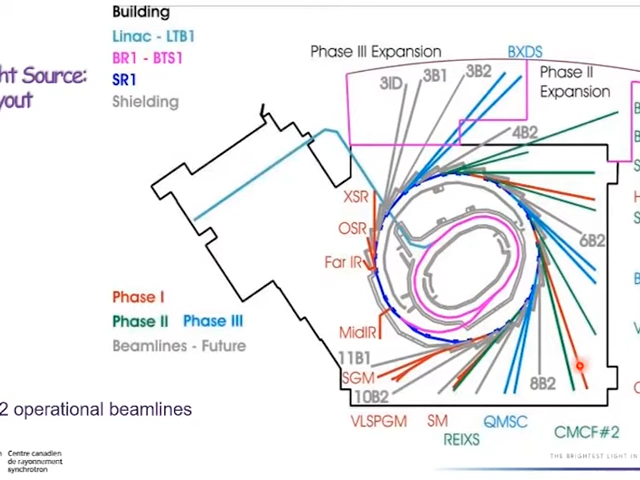 Building
Linac - LTB1
BR1 - BTS1
SR1
Shielding
ht Source:
yout
Phase III Expansion
BXDS
Phase II
Expansion
3ID
3B1
3B2
4B2
XSR
OSR
Far IR
6B2
MidIR
Phase I
Phase II Phase III
Beamlines - Future
11B1
SGM
10B2
8B2
VLSPGM
SM
REIXS
QMSC
CMCF#2
2 operational beamlines
Centre canadien
de rayonnement
synchrotron
THE BRIGHTEST LIGHT IN